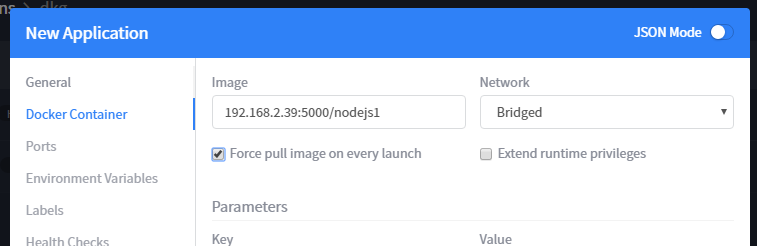 ns > dkg
New Application
JSON Mode
General
Docker Container
Ports
Environment Variables
Labels
Health Checks
Image
Network
192.168.2.39:5000/nodejs1
Bridged
Force pull image on every launch
Extend runtime privileges
Parameters
Key
Value